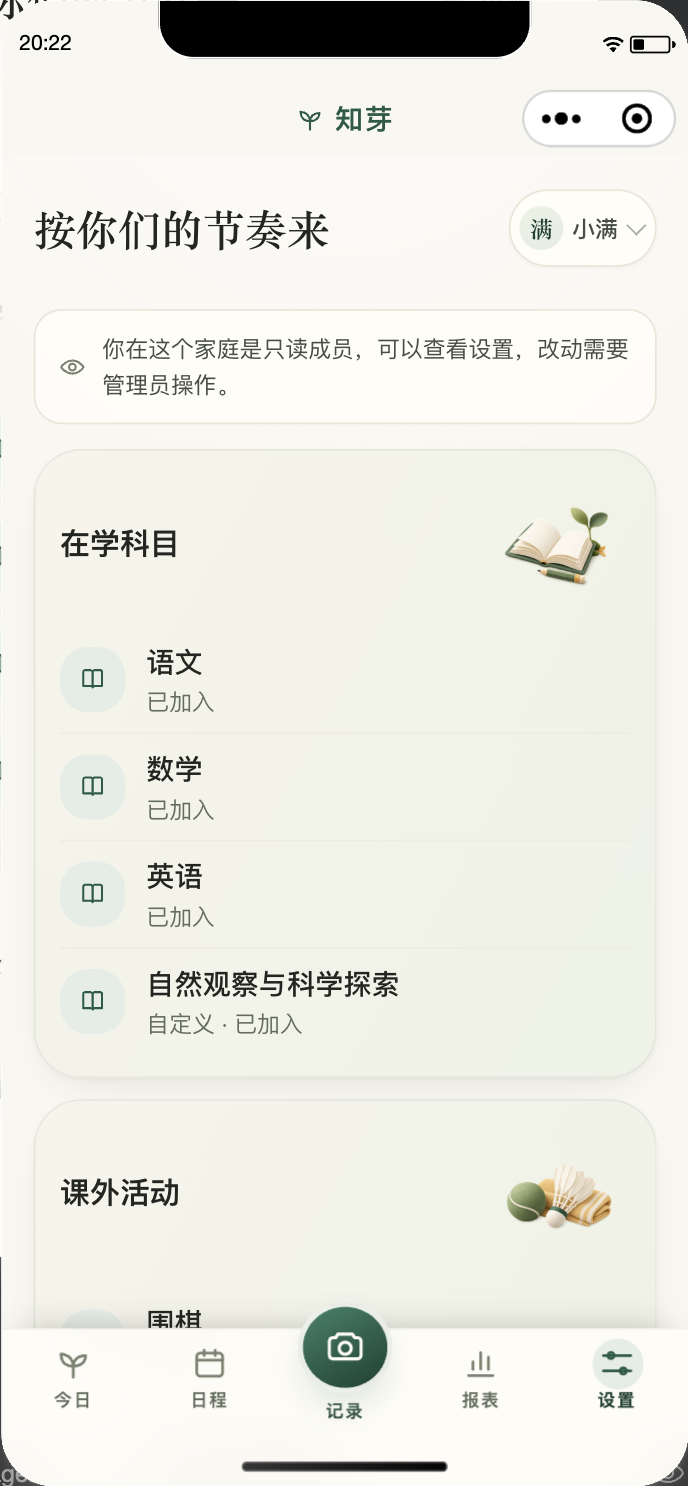 20:22
知芽
按你们的节奏来
满 小满
你在这个家庭是只读成员，可以查看设置，改动需要
管理员操作。
在学科目
语文
已加入
数学
已加入
英语
已加入
自然观察与科学探索
自定义 · 已加入
课外活动
围棋
今日 日程 记录 报表 设置